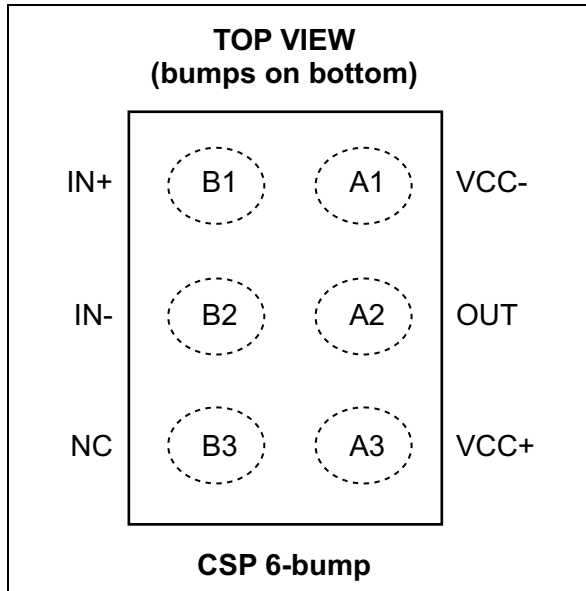 TOP VIEW
(bumps on bottom)
IN+ B1 A1 VCC-
IN- B2 A2 OUT
NC B3 A3 VCC+
CSP 6-bump